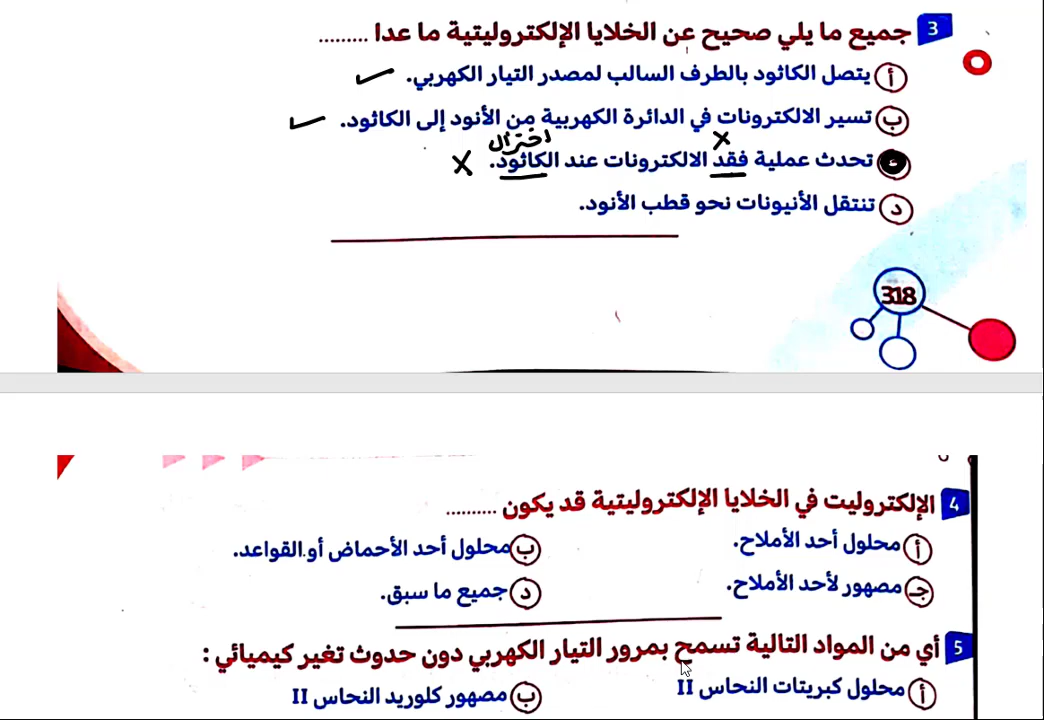 3 جميع ما يلي صحيح عن الخلايا الإلكتروليتية ما عدا ..........
أ يتصل الكاثود بالطرف السالب لمصدر التيار الكهربي.
ب تسير الالكترونات في الدائرة الكهربية من الأنود إلى الكاثود.
اختزال
تحدث عملية فقد الالكترونات عند الكاثود.
د تنتقل الأنيونات نحو قطب الأنود.
318
4 الإلكتروليت في الخلايا الإلكتروليتية قد يكون ..........
أ محلول أحد الأملاح. ب محلول أحد الأحماض أو القواعد.
جـ مصهور لأحد الأملاح. د جميع ما سبق.
5 أي من المواد التالية تسمح بمرور التيار الكهربي دون حدوث تغير كيميائي :
أ محلول كبريتات النحاس II ب مصهور كلوريد النحاس II